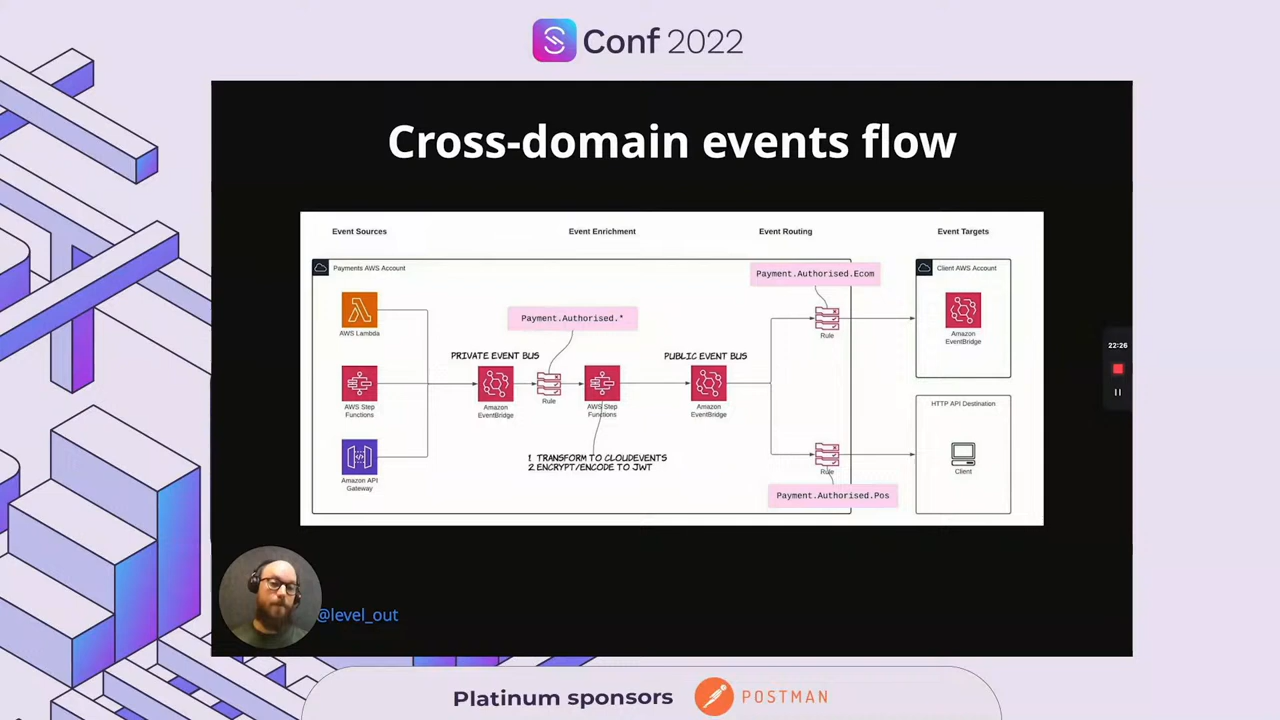 Conf 2022
Cross-domain events flow
Event Sources
Event Enrichment
Event Routing
Event Targets
Payments AWS Account
Payment.Authorised.Ecom
Client AWS Account
AWS Lambda
Payment.Authorised.*
Rule
Amazon
EventBridge
PRIVATE EVENT BUS
PUBLIC EVENT BUS
AWS Step
Functions
Amazon
EventBridge
Rule
AWS Step
Functions
Amazon
EventBridge
HTTP API Destination
1. TRANSFORM TO CLOUDEVENTS
2. ENCRYPT/ENCODE TO JWT
Amazon API
Gateway
Rule
Client
Payment.Authorised.Pos
22:26
@level_out
Platinum sponsors
POSTMAN